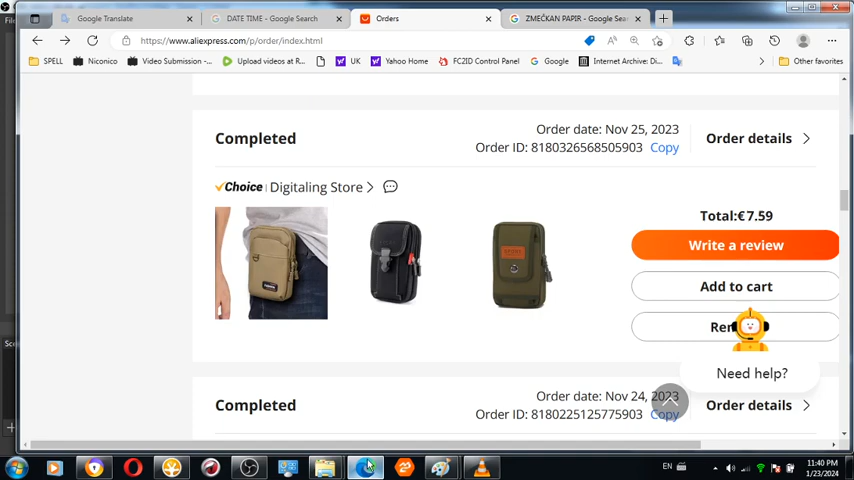 Google Translate
DATE TIME - Google Search
Orders
ZMEČKAN PAPIR - Google Sea
https://www.aliexpress.com/p/order/index.html
SPELL
Niconico
Video Submission -...
Upload videos at R...
UK
Yahoo Home
FC2ID Control Panel
Google
Internet Archive: Di...
Other favorites
Completed
Order date: Nov 25, 2023
Order ID: 8180326568505903 Copy
Order details
Choice Digitaling Store
Total:€7.59
Write a review
Add to cart
Rem
Need help?
Completed
Order date: Nov 24, 2023
Order ID: 8180225125775903 Copy
Order details
EN
11:40 PM
1/23/2024